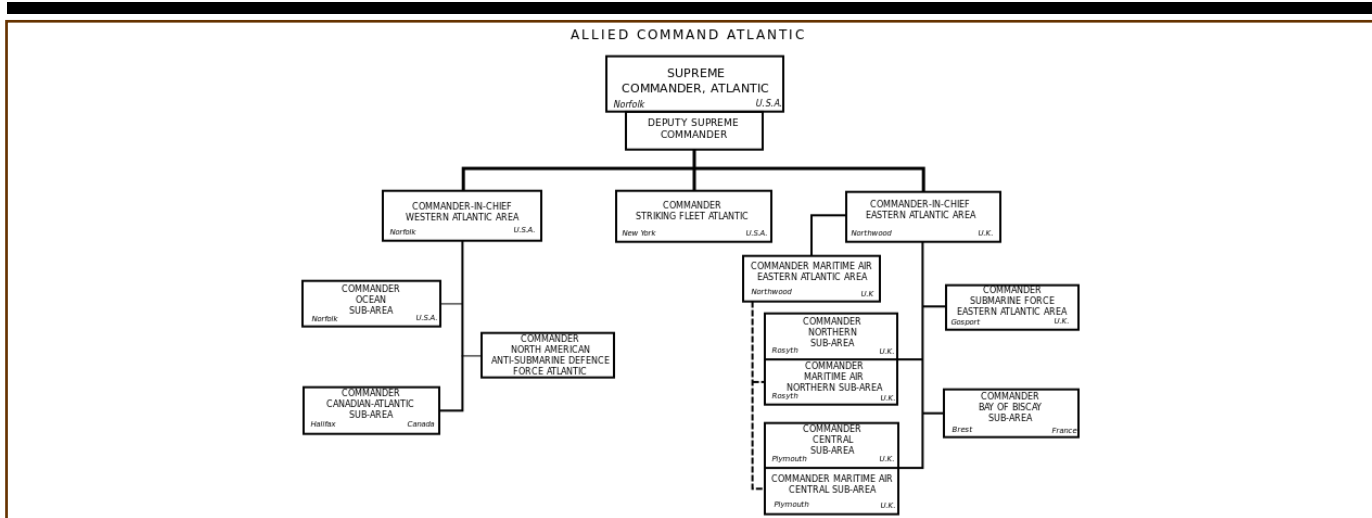 ALLIED COMMAND ATLANTIC
SUPREME
COMMANDER, ATLANTIC
Norfolk U.S.A.
DEPUTY SUPREME
COMMANDER
COMMANDER-IN-CHIEF
WESTERN ATLANTIC AREA
Norfolk U.S.A.
COMMANDER
STRIKING FLEET ATLANTIC
New York U.S.A.
COMMANDER-IN-CHIEF
EASTERN ATLANTIC AREA
Northwood U.K.
COMMANDER MARITIME AIR
EASTERN ATLANTIC AREA
Northwood U.K
COMMANDER
OCEAN
SUB-AREA
Norfolk U.S.A.
COMMANDER
SUBMARINE FORCE
EASTERN ATLANTIC AREA
Gosport U.K.
COMMANDER
NORTHERN
SUB-AREA
Rosyth U.K.
COMMANDER
NORTH AMERICAN
ANTI-SUBMARINE DEFENCE
FORCE ATLANTIC
COMMANDER
MARITIME AIR
NORTHERN SUB-AREA
Rosyth U.K.
COMMANDER
CANADIAN-ATLANTIC
SUB-AREA
Halifax Canada
COMMANDER
BAY OF BISCAY
SUB-AREA
Brest France
COMMANDER
CENTRAL
SUB-AREA
Plymouth U.K.
COMMANDER MARITIME AIR
CENTRAL SUB-AREA
Plymouth U.K.